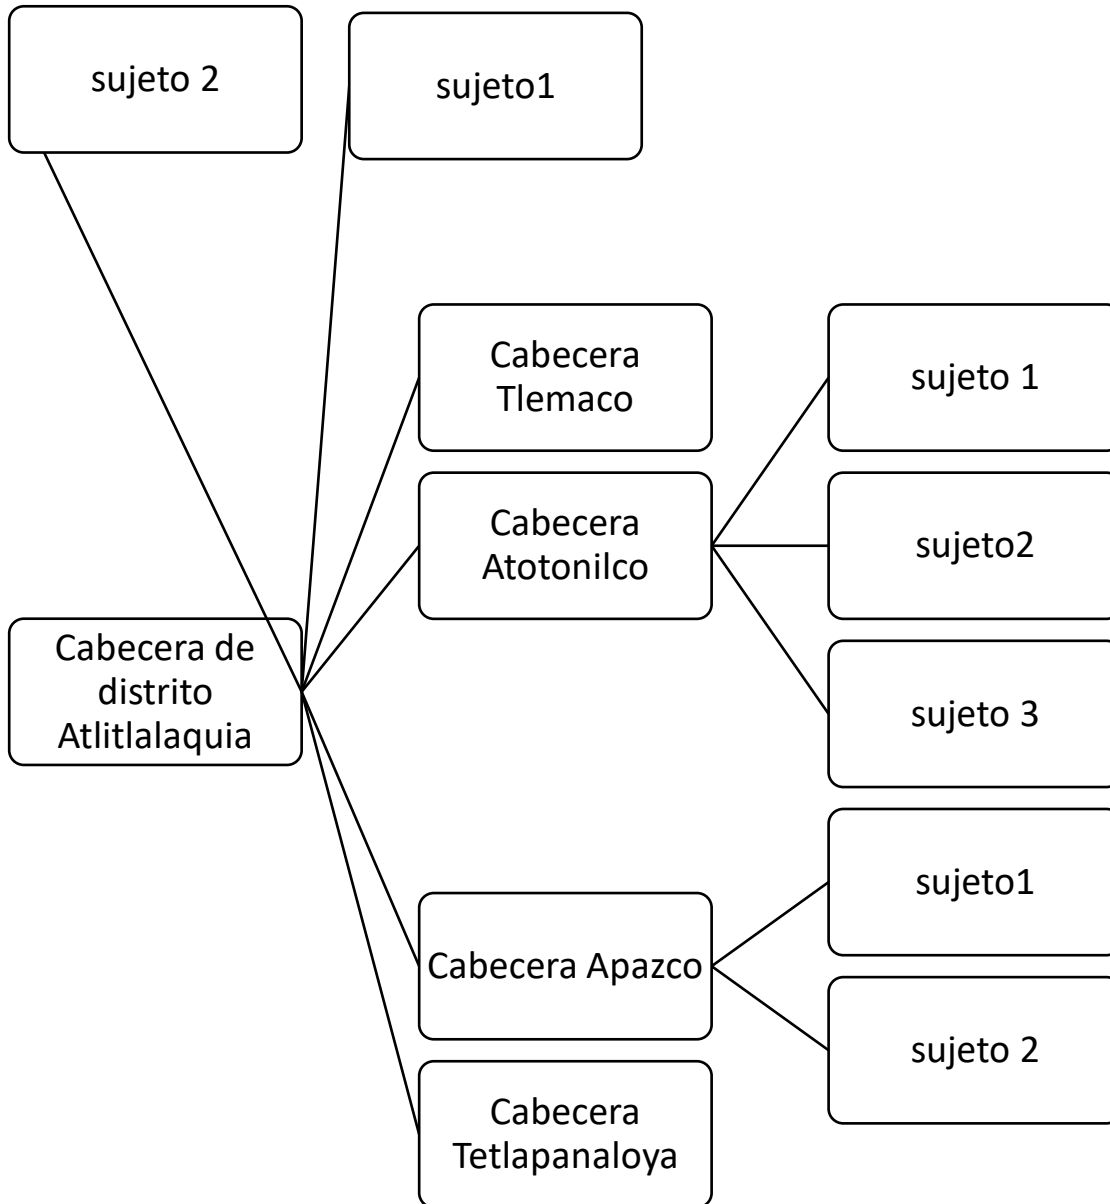 sujeto 2
sujeto1
Cabecera
Tlemaco
sujeto 1
Cabecera
Atotonilco
sujeto2
Cabecera de
distrito
Atlitlalaquia
sujeto 3
sujeto1
Cabecera Apazco
sujeto 2
Cabecera
Tetlapanaloya